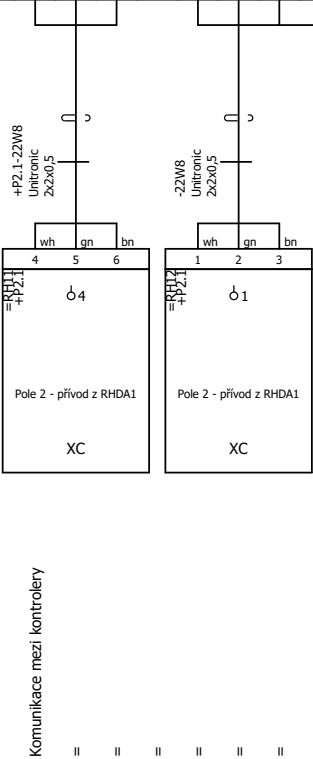 +P2.1-22W8
Unitronic
2x2x0,5
-22W8
Unitronic
2x2x0,5
wh gn bn
4 5 6
wh gn bn
1 2 3
=RH11
+P2.1
4
=RH12
+P2.1
1
Pole 2 - přívod z RHDA1
Pole 2 - přívod z RHDA1
XC
XC
Komunikace mezi kontrolery
=
=
=
=
=
=